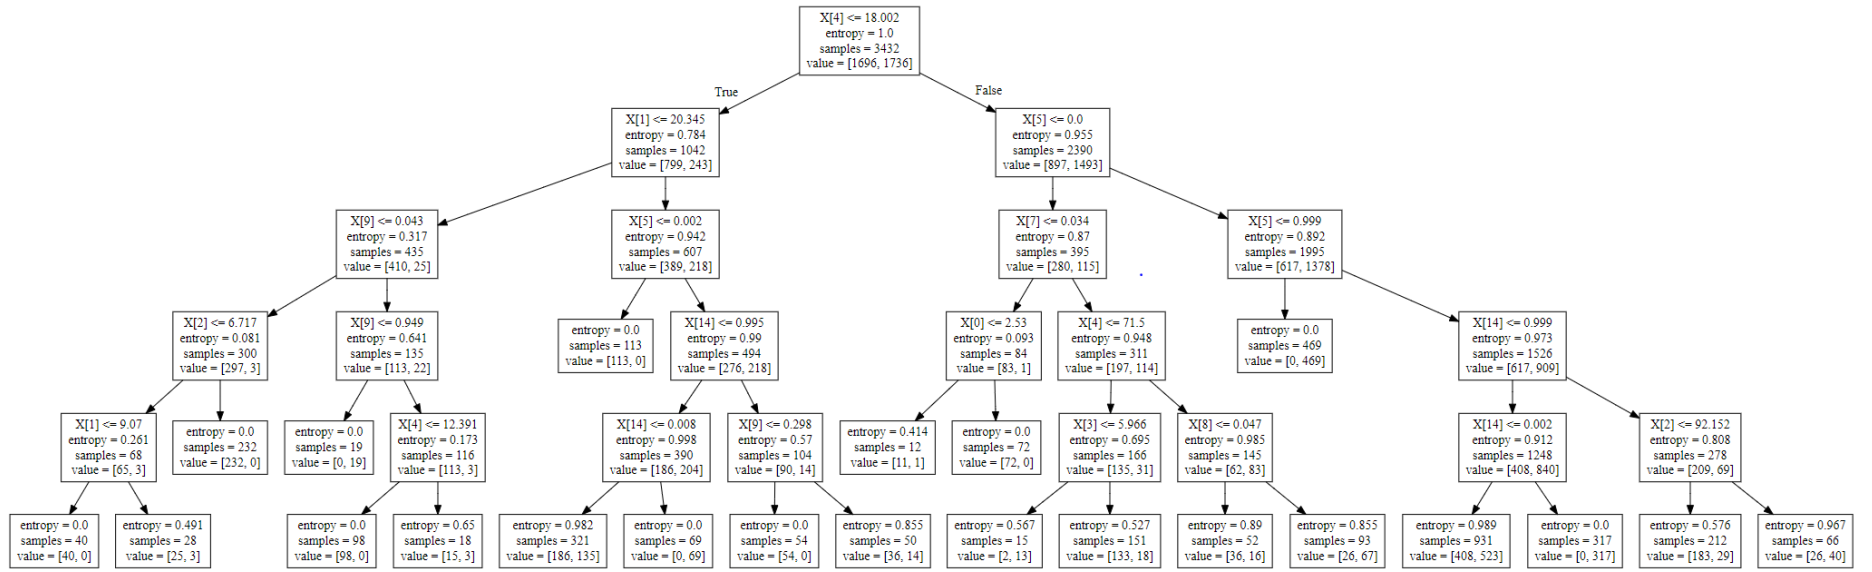 X[4] <= 18.002
entropy = 1.0
samples = 3432
value = [1696, 1736]
True
False
X[1] <= 20.345
entropy = 0.784
samples = 1042
value = [799, 243]
X[5] <= 0.0
entropy = 0.955
samples = 2390
value = [897, 1493]
X[9] <= 0.043
entropy = 0.317
samples = 435
value = [410, 25]
X[5] <= 0.002
entropy = 0.942
samples = 607
value = [389, 218]
X[7] <= 0.034
entropy = 0.87
samples = 395
value = [280, 115]
X[5] <= 0.999
entropy = 0.892
samples = 1995
value = [617, 1378]
X[2] <= 6.717
entropy = 0.081
samples = 300
value = [297, 3]
X[9] <= 0.949
entropy = 0.641
samples = 135
value = [113, 22]
entropy = 0.0
samples = 113
value = [113, 0]
X[14] <= 0.995
entropy = 0.99
samples = 494
value = [276, 218]
X[0] <= 2.53
entropy = 0.093
samples = 84
value = [83, 1]
X[4] <= 71.5
entropy = 0.948
samples = 311
value = [197, 114]
entropy = 0.0
samples = 469
value = [0, 469]
X[14] <= 0.999
entropy = 0.973
samples = 1526
value = [617, 909]
X[1] <= 9.07
entropy = 0.261
samples = 68
value = [65, 3]
entropy = 0.0
samples = 232
value = [232, 0]
entropy = 0.0
samples = 19
value = [0, 19]
X[4] <= 12.391
entropy = 0.173
samples = 116
value = [113, 3]
X[14] <= 0.008
entropy = 0.998
samples = 390
value = [186, 204]
X[9] <= 0.298
entropy = 0.57
samples = 104
value = [90, 14]
entropy = 0.414
samples = 12
value = [11, 1]
entropy = 0.0
samples = 72
value = [72, 0]
X[3] <= 5.966
entropy = 0.695
samples = 166
value = [135, 31]
X[8] <= 0.047
entropy = 0.985
samples = 145
value = [62, 83]
X[14] <= 0.002
entropy = 0.912
samples = 1248
value = [408, 840]
X[2] <= 92.152
entropy = 0.808
samples = 278
value = [209, 69]
entropy = 0.0
samples = 40
value = [40, 0]
entropy = 0.491
samples = 28
value = [25, 3]
entropy = 0.0
samples = 98
value = [98, 0]
entropy = 0.65
samples = 18
value = [15, 3]
entropy = 0.982
samples = 321
value = [186, 135]
entropy = 0.0
samples = 69
value = [0, 69]
entropy = 0.0
samples = 54
value = [54, 0]
entropy = 0.855
samples = 50
value = [36, 14]
entropy = 0.567
samples = 15
value = [2, 13]
entropy = 0.527
samples = 151
value = [133, 18]
entropy = 0.89
samples = 52
value = [36, 16]
entropy = 0.855
samples = 93
value = [26, 67]
entropy = 0.989
samples = 931
value = [408, 523]
entropy = 0.0
samples = 317
value = [0, 317]
entropy = 0.576
samples = 212
value = [183, 29]
entropy = 0.967
samples = 66
value = [26, 40]